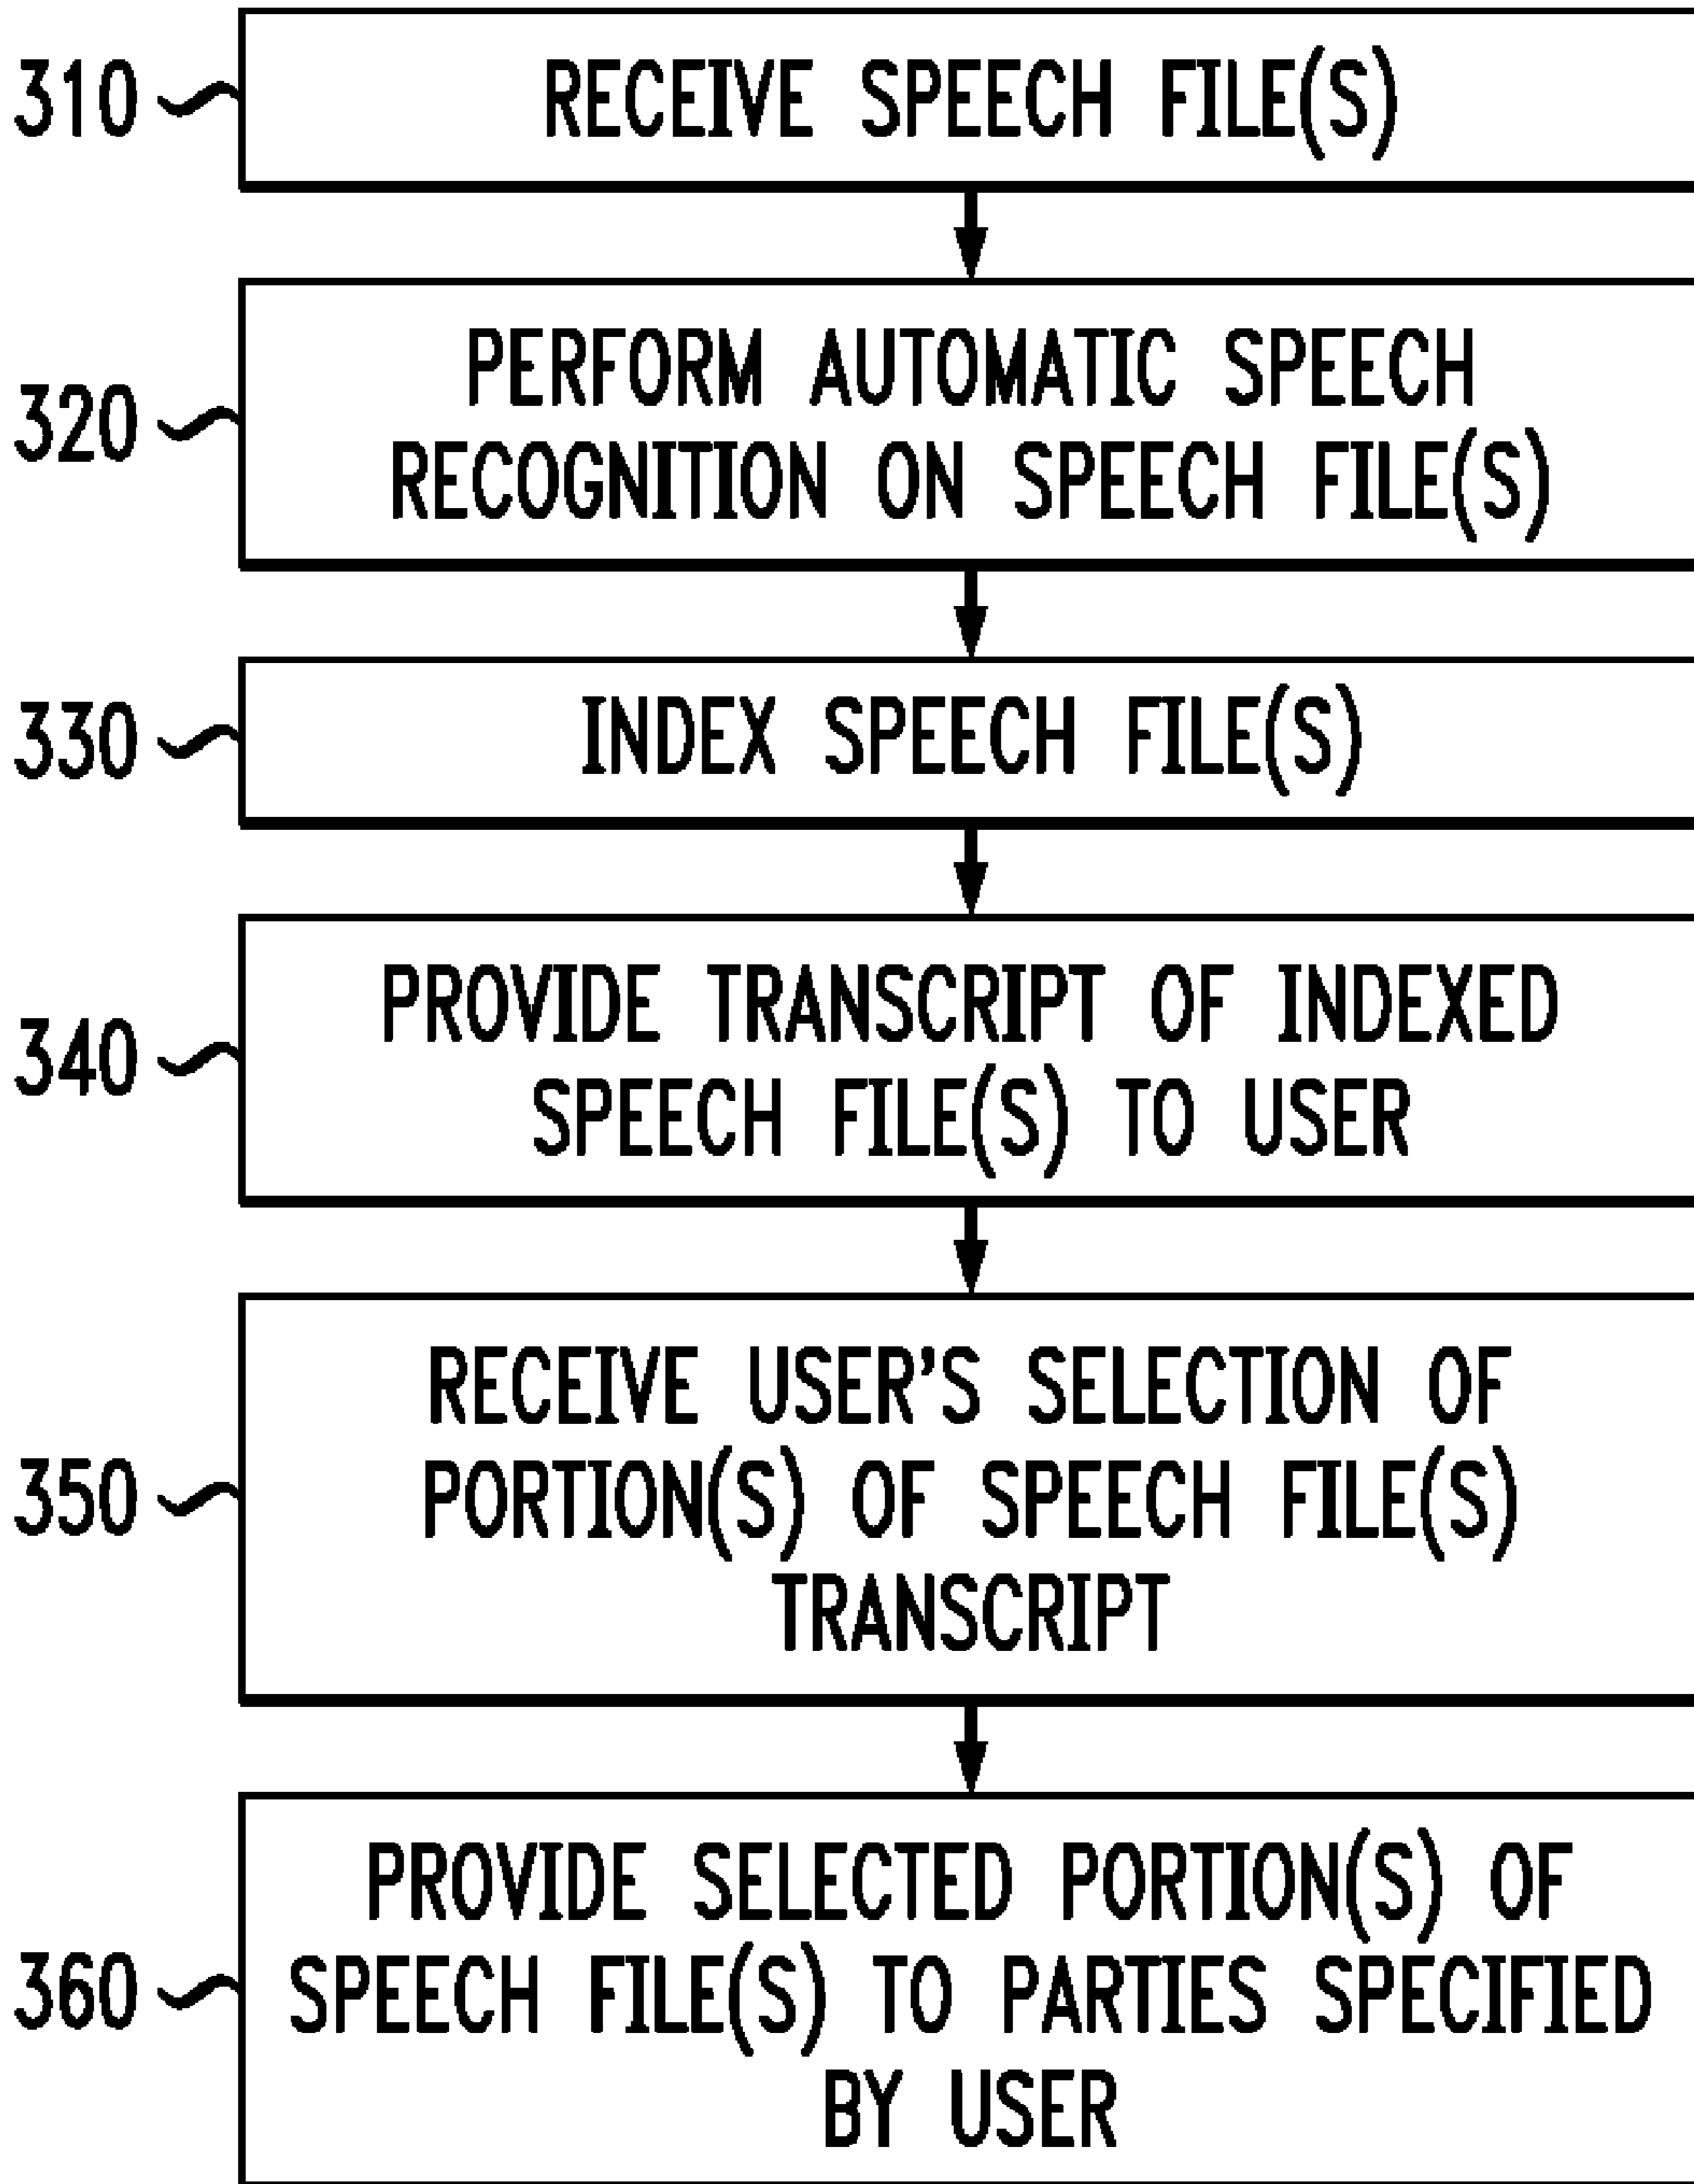 310
RECEIVE SPEECH FILE(S)
320
PERFORM AUTOMATIC SPEECH
RECOGNITION ON SPEECH FILE(S)
330
INDEX SPEECH FILE(S)
340
PROVIDE TRANSCRIPT OF INDEXED
SPEECH FILE(S) TO USER
350
RECEIVE USER'S SELECTION OF
PORTION(S) OF SPEECH FILE(S)
TRANSCRIPT
360
PROVIDE SELECTED PORTION(S) OF
SPEECH FILE(S) TO PARTIES SPECIFIED
BY USER